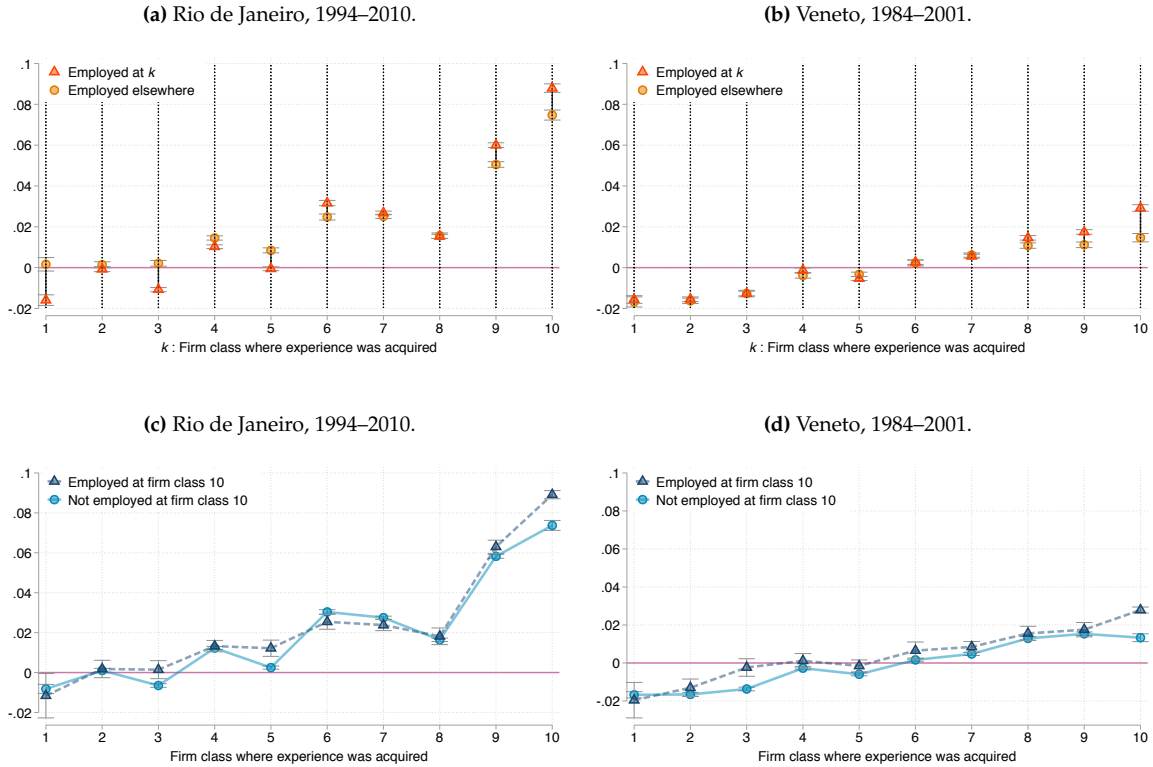 (a) Rio de Janeiro, 1994–2010.
.1
.08
.06
.04
.02
0
-.02
Employed at k
Employed elsewhere
1 2 3 4 5 6 7 8 9 10
k : Firm class where experience was acquired
(b) Veneto, 1984–2001.
.1
.08
.06
.04
.02
0
-.02
Employed at k
Employed elsewhere
1 2 3 4 5 6 7 8 9 10
k : Firm class where experience was acquired
(c) Rio de Janeiro, 1994–2010.
.1
.08
.06
.04
.02
0
-.02
Employed at firm class 10
Not employed at firm class 10
1 2 3 4 5 6 7 8 9 10
Firm class where experience was acquired
(d) Veneto, 1984–2001.
.1
.08
.06
.04
.02
0
-.02
Employed at firm class 10
Not employed at firm class 10
1 2 3 4 5 6 7 8 9 10
Firm class where experience was acquired